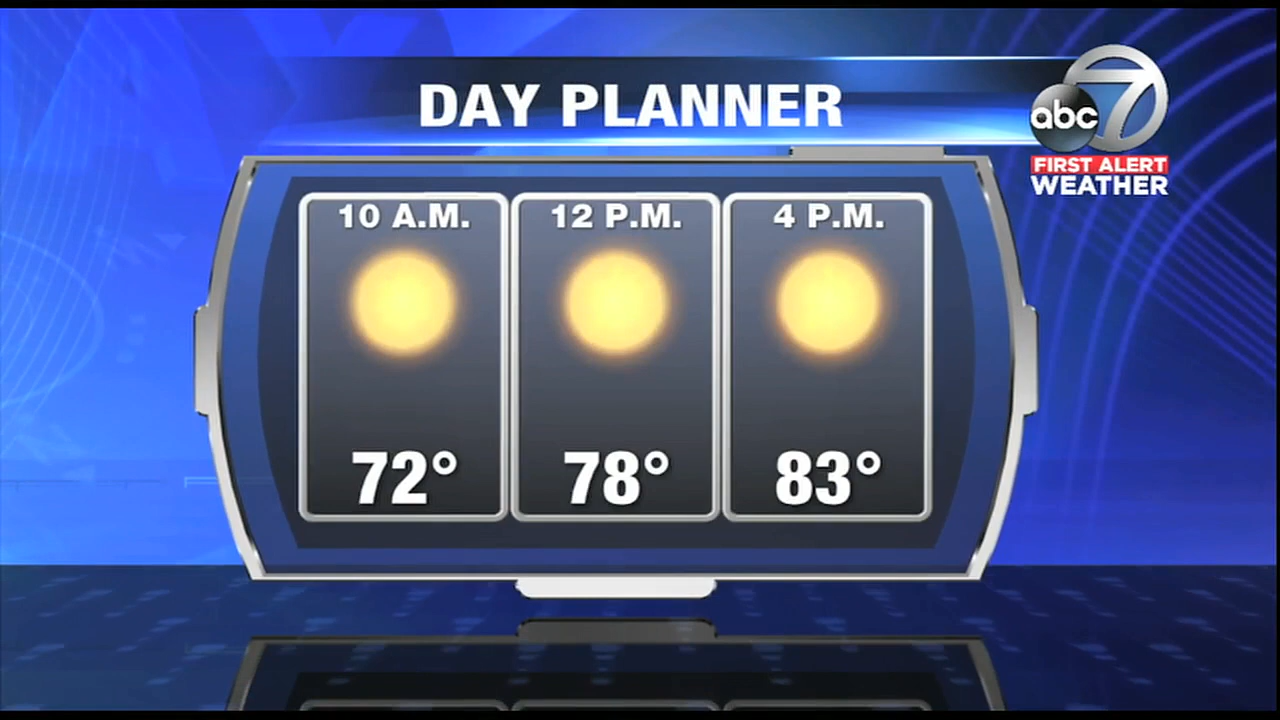 DAY PLANNER
abc 7
FIRST ALERT
WEATHER
10 A.M.
12 P.M.
4 P.M.
72°
78°
83°